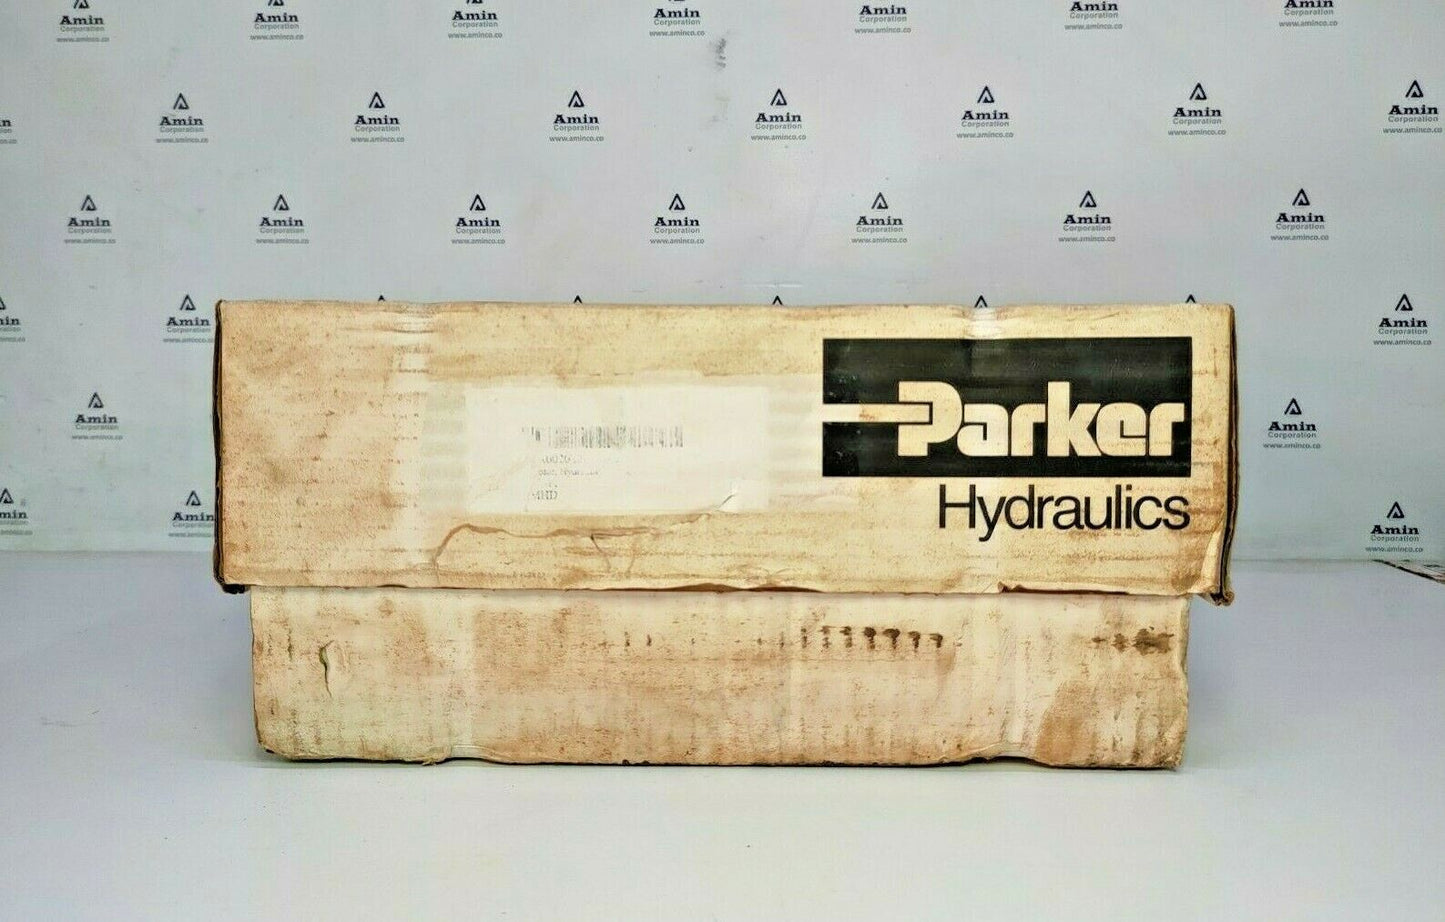 Amin
Corporation
www.aminco.co
Parker
Hydraulics